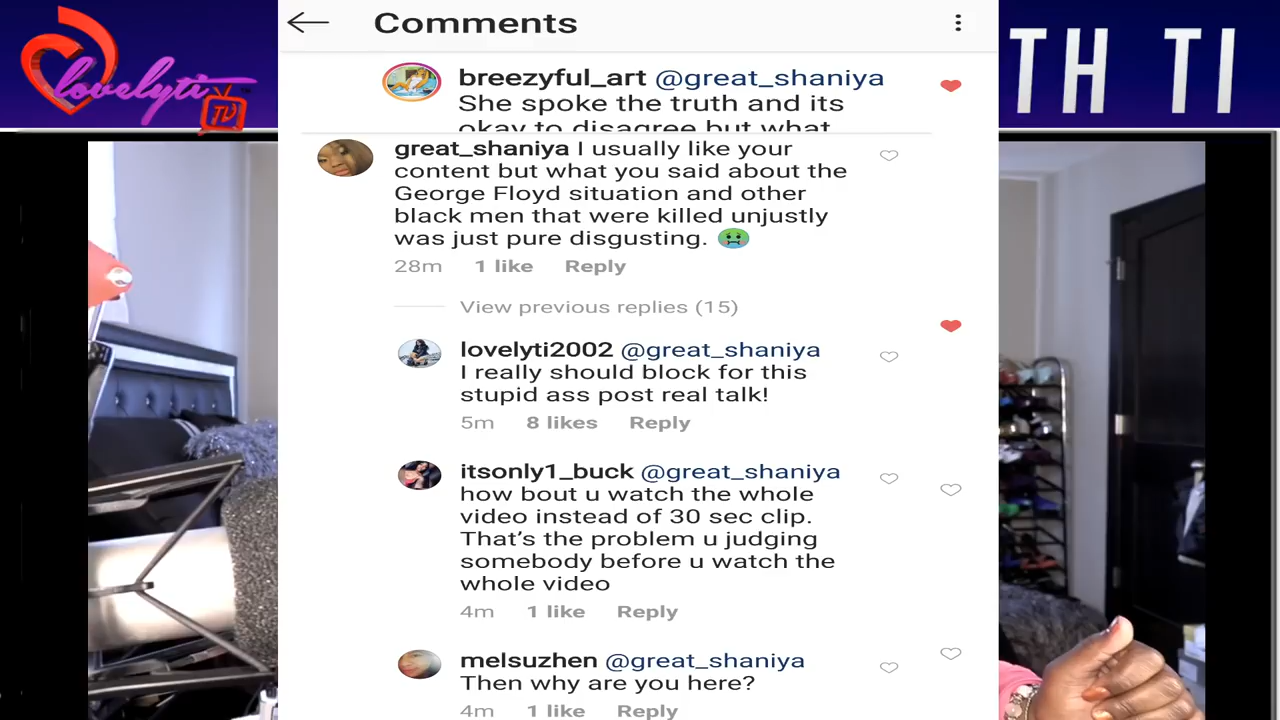 lovelyti
TV
TH TI
Comments
breezyful_art @great_shaniya
She spoke the truth and its
okay to disagree but what
great_shaniya I usually like your
content but what you said about the
George Floyd situation and other
black men that were killed unjustly
was just pure disgusting. 🤢
28m 1 like Reply
View previous replies (15)
lovelyti2002 @great_shaniya
I really should block for this
stupid ass post real talk!
5m 8 likes Reply
itsonly1_buck @great_shaniya
how bout u watch the whole
video instead of 30 sec clip.
That's the problem u judging
somebody before u watch the
whole video
4m 1 like Reply
melsuzhen @great_shaniya
Then why are you here?
4m 1 like Reply